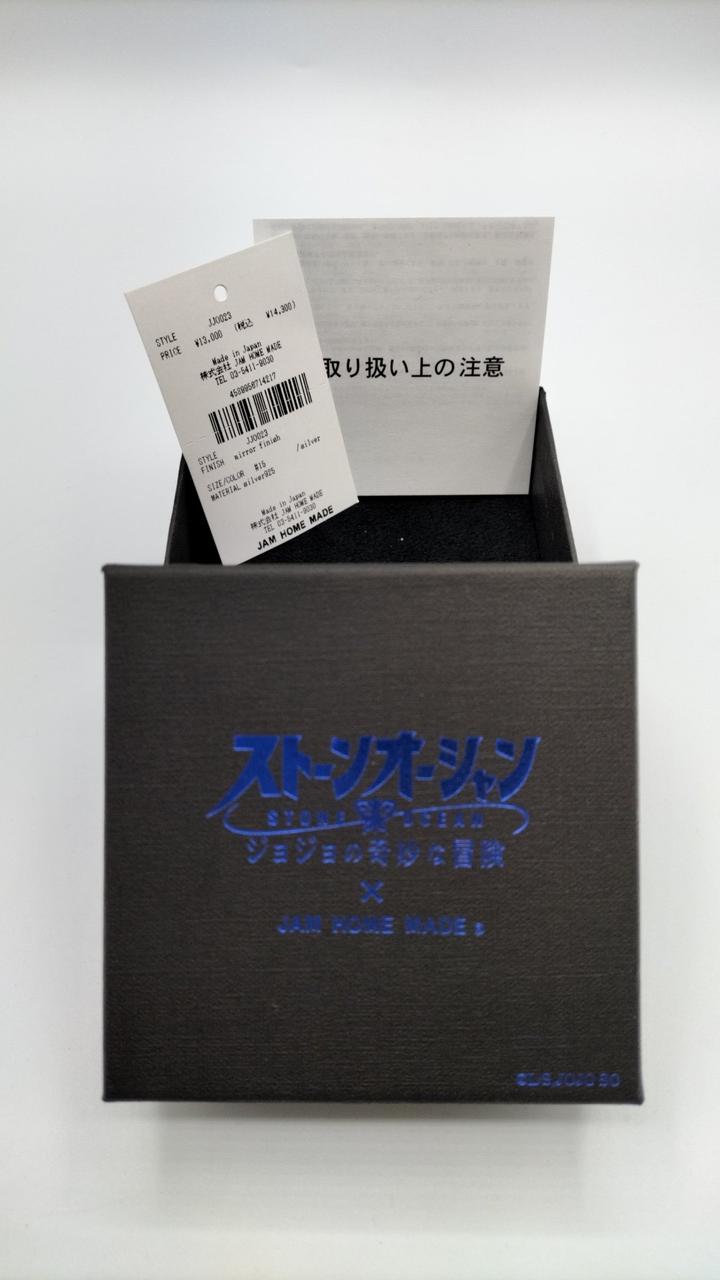 STYLE JJ0023
PRICE ¥13,000 (税込 ¥14,300)
Made in Japan
株式会社 JAM HOME MADE
TEL 03-5411-9030
4589958714217
STYLE JJ0023
FINISH mirror finish /silver
SIZE/COLOR #15
MATERIAL silver925
Made in Japan
株式会社 JAM HOME MADE
TEL 03-5411-9030
JAM HOME MADE
取り扱い上の注意
ストーンオーシャン
STONE OCEAN
ジョジョの奇妙な冒険
×
JAM HOME MADE